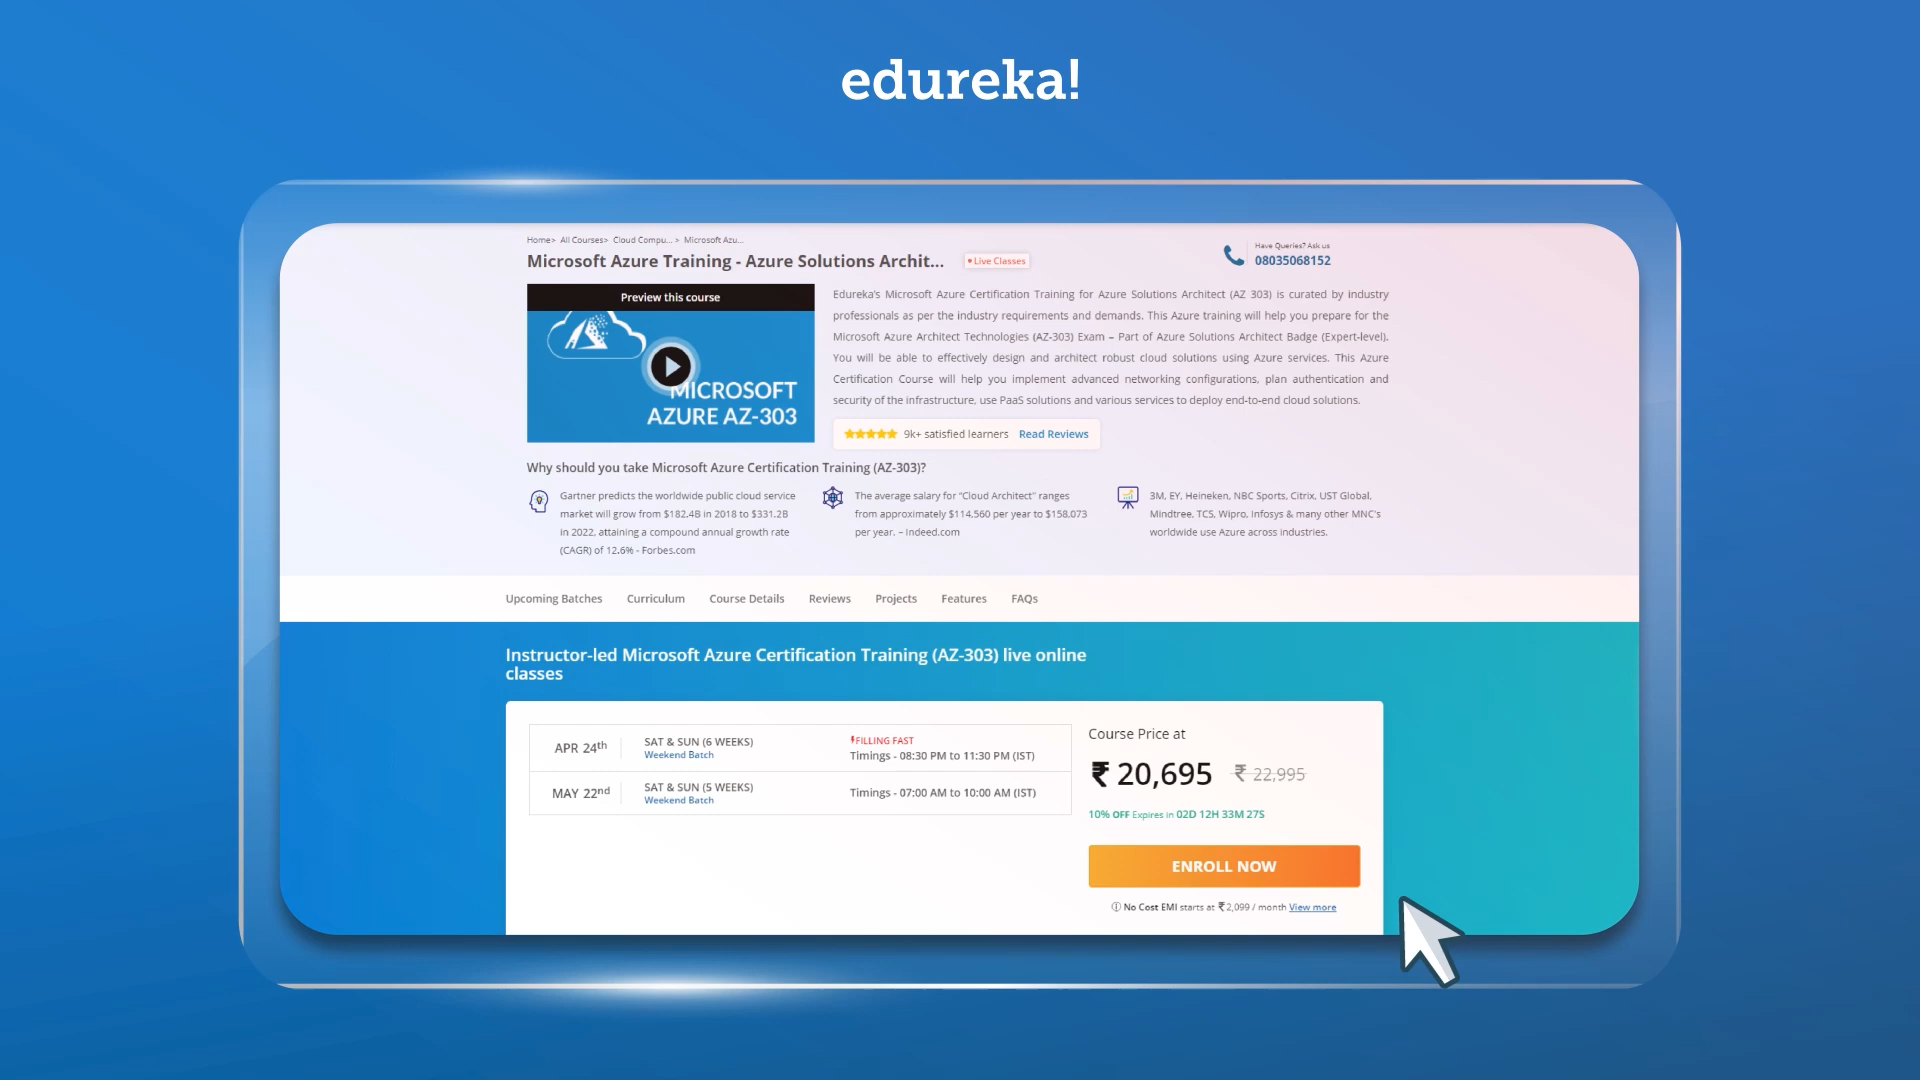 edureka!
Home> All Courses> Cloud Compu... > Microsoft Azu...
Microsoft Azure Training - Azure Solutions Archit...
Live Classes
Have Queries? Ask us
08035068152
Preview this course
MICROSOFT
AZURE AZ-303
Edureka's Microsoft Azure Certification Training for Azure Solutions Architect (AZ 303) is curated by industry
professionals as per the industry requirements and demands. This Azure training will help you prepare for the
Microsoft Azure Architect Technologies (AZ-303) Exam – Part of Azure Solutions Architect Badge (Expert-level).
You will be able to effectively design and architect robust cloud solutions using Azure services. This Azure
Certification Course will help you implement advanced networking configurations, plan authentication and
security of the infrastructure, use PaaS solutions and various services to deploy end-to-end cloud solutions.
9k+ satisfied learners Read Reviews
Why should you take Microsoft Azure Certification Training (AZ-303)?
Gartner predicts the worldwide public cloud service
market will grow from $182.4B in 2018 to $331.2B
in 2022, attaining a compound annual growth rate
(CAGR) of 12.6% - Forbes.com
The average salary for "Cloud Architect" ranges
from approximately $114,560 per year to $158,073
per year. – Indeed.com
3M, EY, Heineken, NBC Sports, Citrix, UST Global,
Mindtree, TCS, Wipro, Infosys & many other MNC's
worldwide use Azure across industries.
Upcoming Batches Curriculum Course Details Reviews Projects Features FAQs
Instructor-led Microsoft Azure Certification Training (AZ-303) live online
classes
APR 24th
SAT & SUN (6 WEEKS)
Weekend Batch
FILLING FAST
Timings - 08:30 PM to 11:30 PM (IST)
MAY 22nd
SAT & SUN (5 WEEKS)
Weekend Batch
Timings - 07:00 AM to 10:00 AM (IST)
Course Price at
₹ 20,695 ₹ 22,995
10% OFF Expires in 02D 12H 33M 27S
ENROLL NOW
No Cost EMI starts at ₹2,099 / month View more